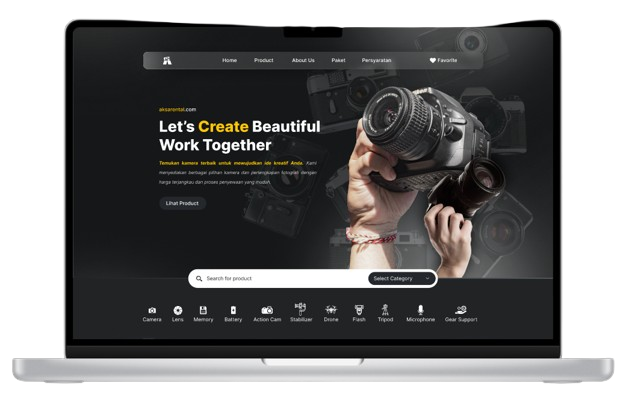 Home Product About Us Paket Persyaratan Favorite
aksarental.com
Let's Create Beautiful
Work Together
Temukan kamera terbaik untuk mewujudkan ide kreatif Anda. Kami
menyediakan berbagai pilihan kamera dan perlengkapan fotografi dengan
harga terjangkau dan proses penyewaan yang mudah.
Lihat Product
Search for product Select Category
Camera Lens Memory Battery Action Cam Stabilizer Drone Flash Tripod Microphone Gear Support